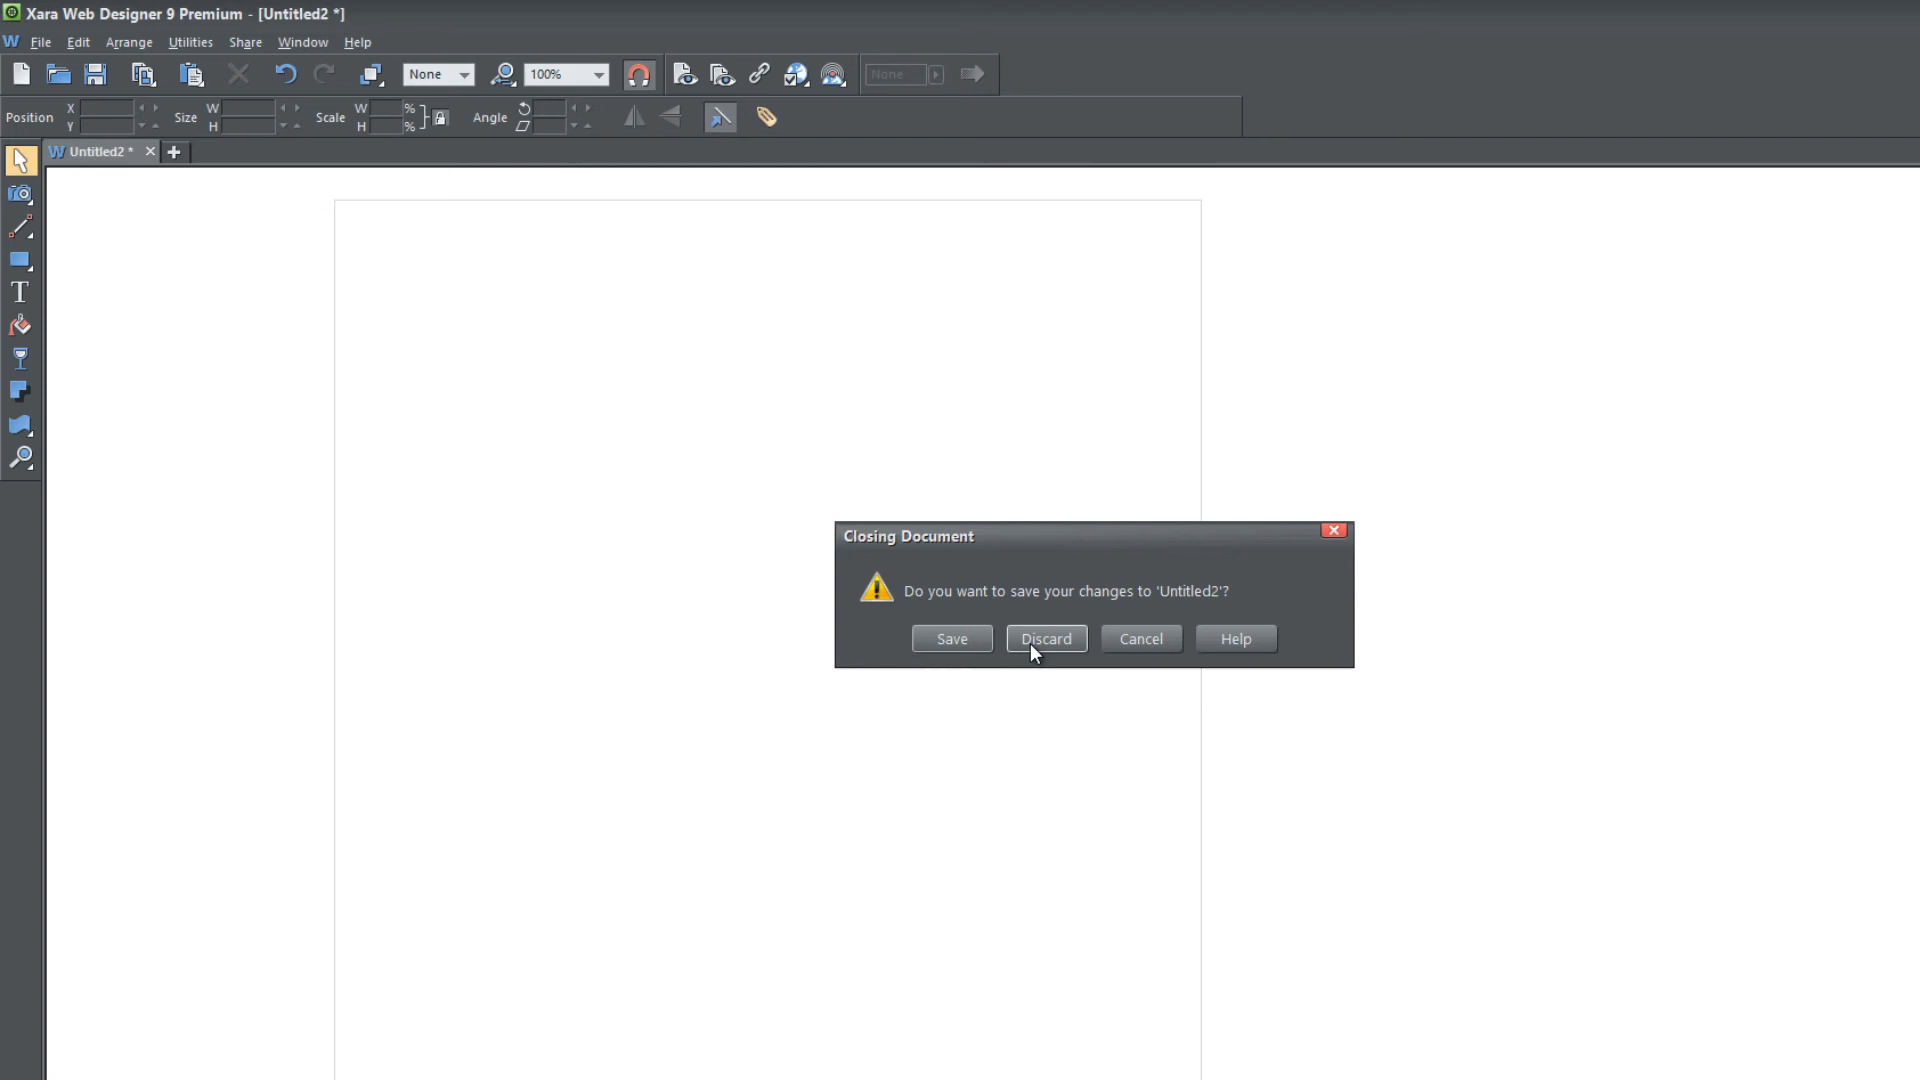 Xara Web Designer 9 Premium - [Untitled2 *]
W File Edit Arrange Utilities Share Window Help
None 100% None
Position X Y Size W H Scale W H % % Angle
W Untitled2 * × +
T
Closing Document
Do you want to save your changes to 'Untitled2'?
Save Discard Cancel Help